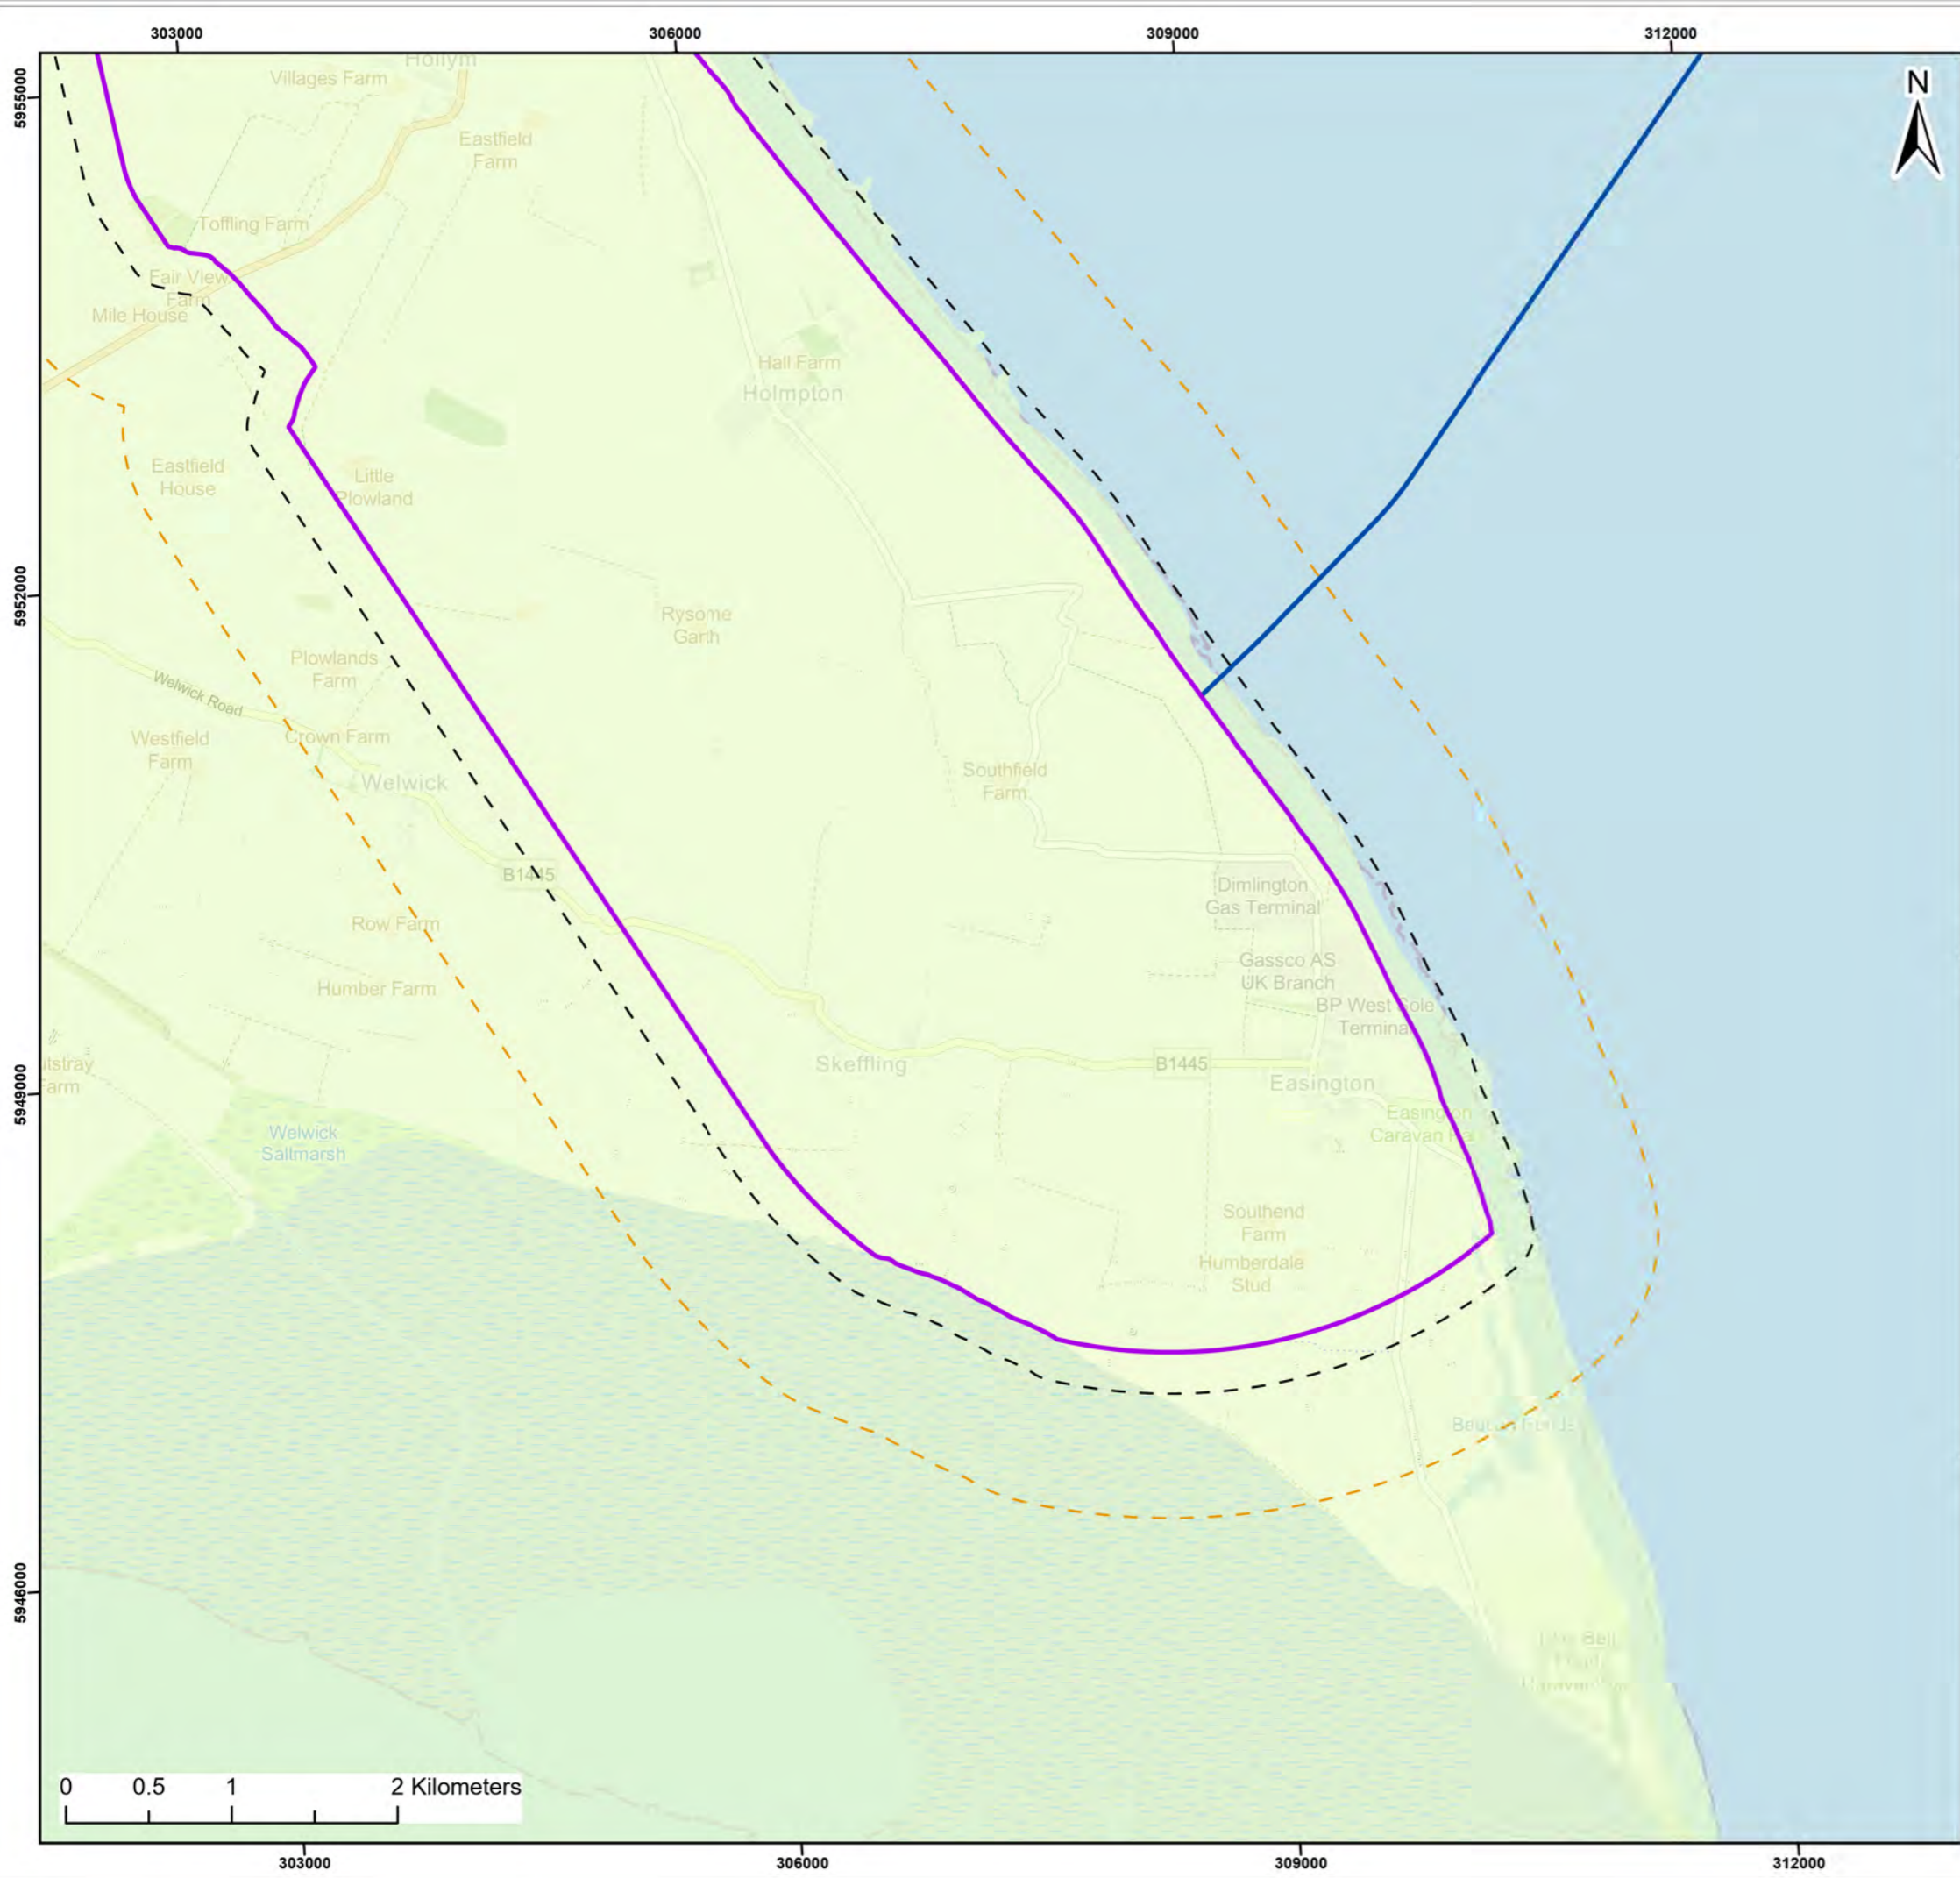 303000
306000
309000
312000
Hollym
5955000
Villages Farm
N
Eastfield
Farm
Toffling Farm
Fair View
Farm
Mile House
Hall Farm
Holmpton
Eastfield
House
Little
Plowland
5952000
Rysome
Garth
Plowlands
Farm
Welwick Road
Westfield
Farm
Crown Farm
Welwick
Southfield
Farm
B1445
Dimlington
Gas Terminal
Row Farm
Gassco AS
UK Branch
Humber Farm
BP West Sole
Terminal
Skeffling
B1445
Easington
Farm
5949000
Easington
Caravan
Welwick
Saltmarsh
Southend
Farm
Humberdale
Stud
5946000
0
0.5
1
2 Kilometers
303000
306000
309000
312000